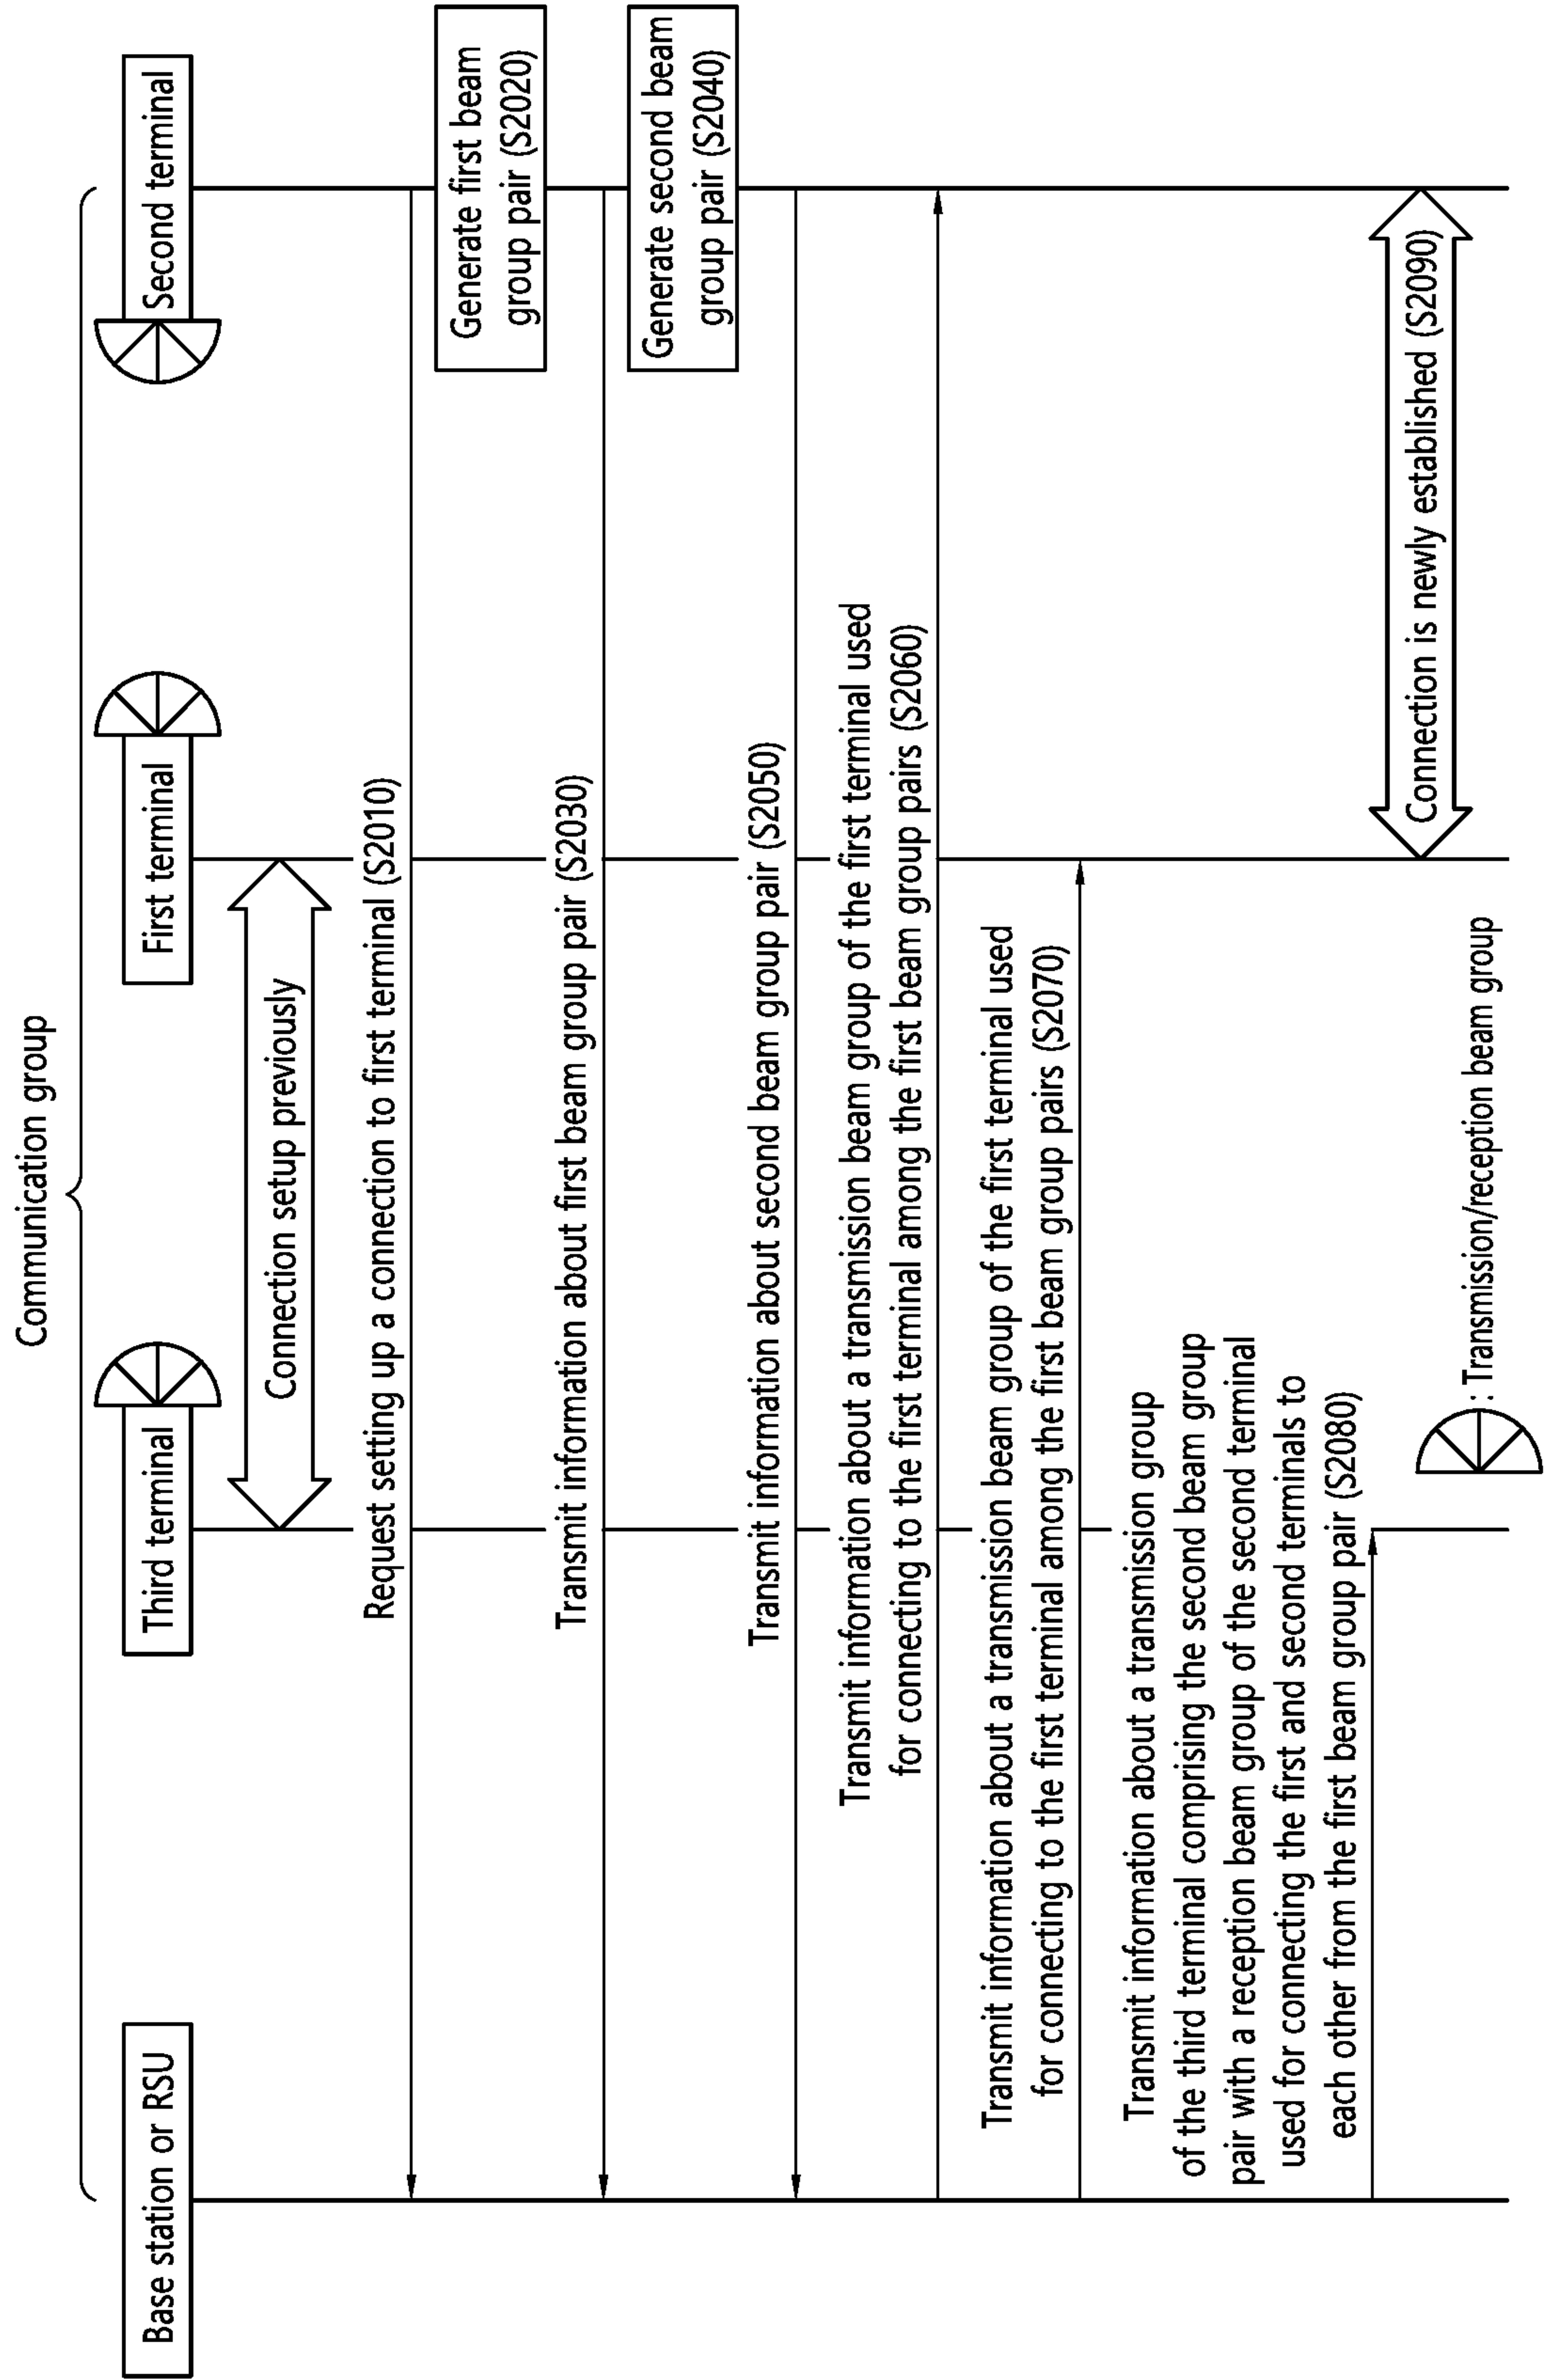 Communication group
Base station or RSU
Third terminal
First terminal
Second terminal
Connection setup previously
Request setting up a connection to first terminal (S2010)
Generate first beam
group pair (S2020)
Transmit information about first beam group pair (S2030)
Generate second beam
group pair (S2040)
Transmit information about second beam group pair (S2050)
Transmit information about a transmission beam group of the first terminal used
for connecting to the first terminal among the first beam group pairs (S2060)
Transmit information about a transmission beam group of the first terminal used
for connecting to the first terminal among the first beam group pairs (S2070)
Transmit information about a transmission group
of the third terminal comprising the second beam group
pair with a reception beam group of the second terminal
used for connecting the first and second terminals to
each other from the first beam group pair (S2080)
Connection is newly established (S2090)
: Transmission/reception beam group